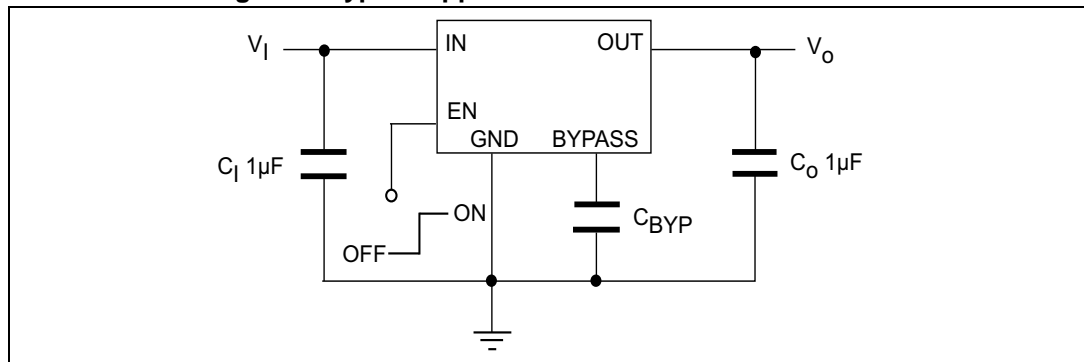 V_I
IN
OUT
V_o
EN
GND
BYPASS
C_I 1µF
C_o 1µF
ON
C_BYP
OFF